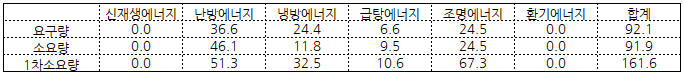 신재생에너지 난방에너지 냉방에너지 급탕에너지 조명에너지 환기에너지 합계
요구량 0.0 36.6 24.4 6.6 24.5 0.0 92.1
소요량 0.0 46.1 11.8 9.5 24.5 0.0 91.9
1차소요량 0.0 51.3 32.5 10.6 67.3 0.0 161.6